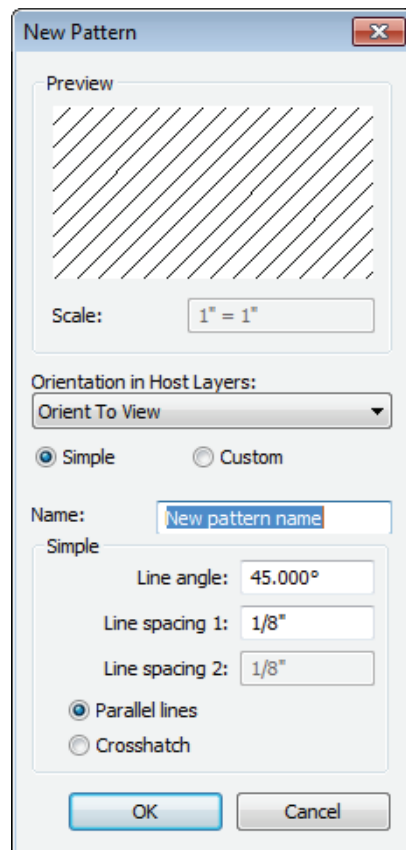 New Pattern
Preview
Scale: 1" = 1"
Orientation in Host Layers:
Orient To View
Simple Custom
Name: New pattern name
Simple
Line angle: 45.000°
Line spacing 1: 1/8"
Line spacing 2: 1/8"
Parallel lines
Crosshatch
OK Cancel